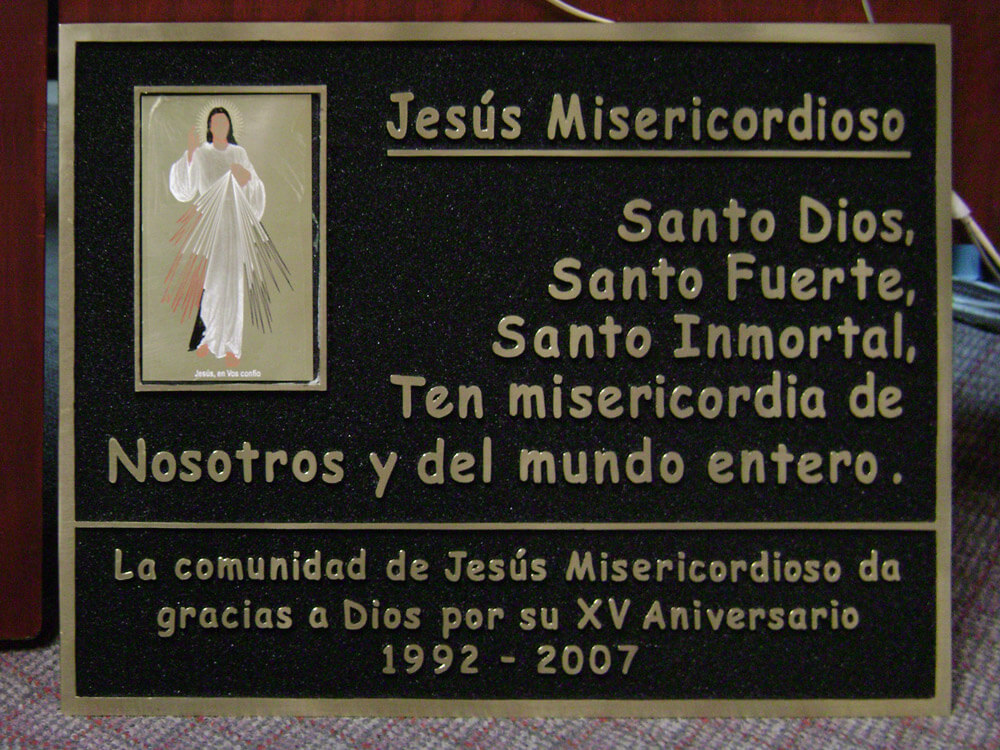 Jesús Misericordioso
Santo Dios,
Santo Fuerte,
Santo Inmortal,
Ten misericordia de
Nosotros y del mundo entero.
Jesús, en Vos confío
La comunidad de Jesús Misericordioso da
gracias a Dios por su XV Aniversario
1992 - 2007